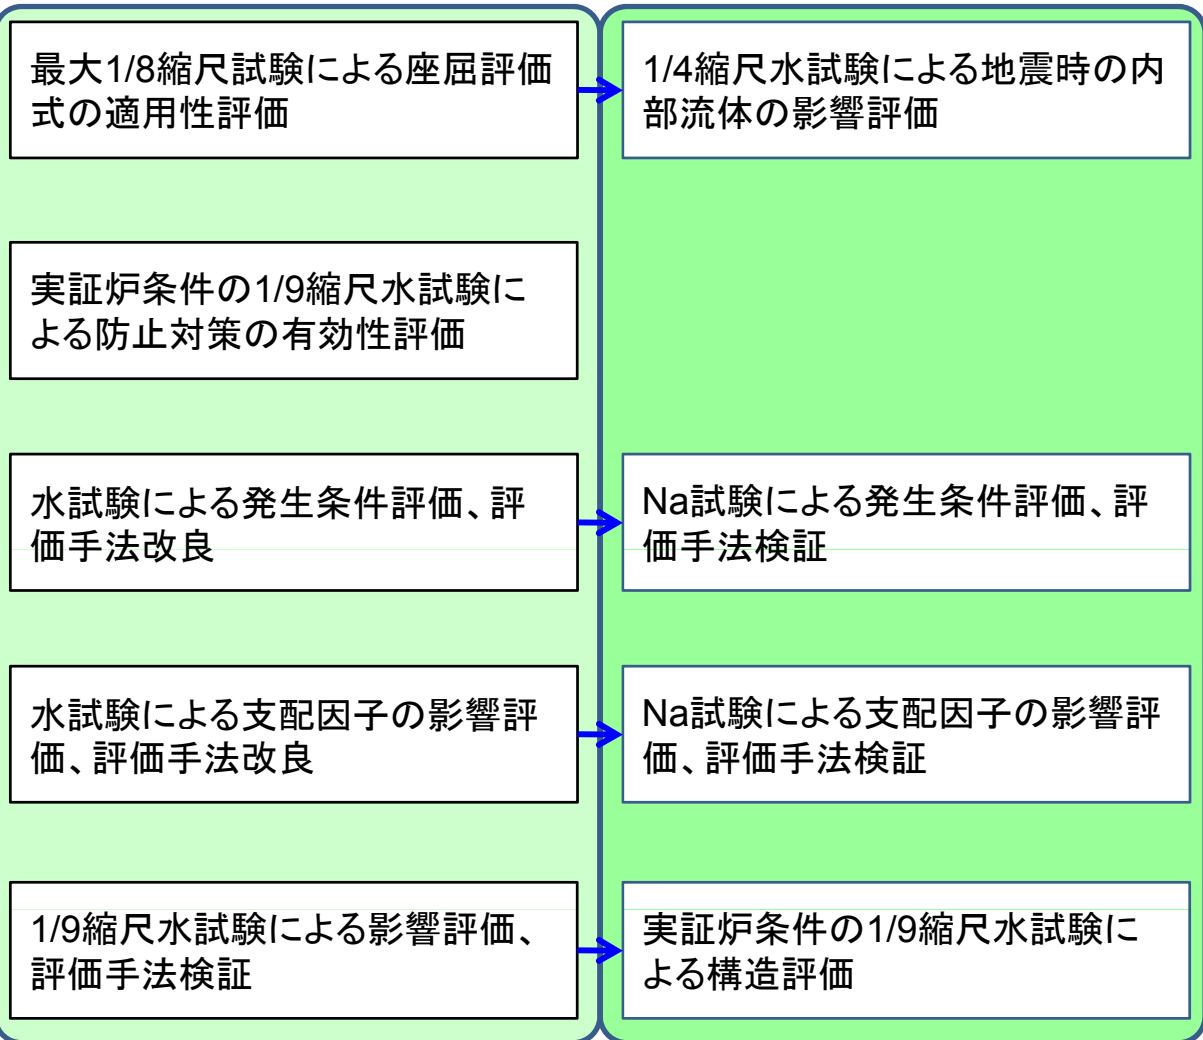 最大1/8縮尺試験による座屈評価
式の適用性評価
1/4縮尺水試験による地震時の内
部流体の影響評価
実証炉条件の1/9縮尺水試験に
よる防止対策の有効性評価
水試験による発生条件評価、評
価手法改良
Na試験による発生条件評価、評
価手法検証
水試験による支配因子の影響評
価、評価手法改良
Na試験による支配因子の影響評
価、評価手法検証
1/9縮尺水試験による影響評価、
評価手法検証
実証炉条件の1/9縮尺水試験に
よる構造評価